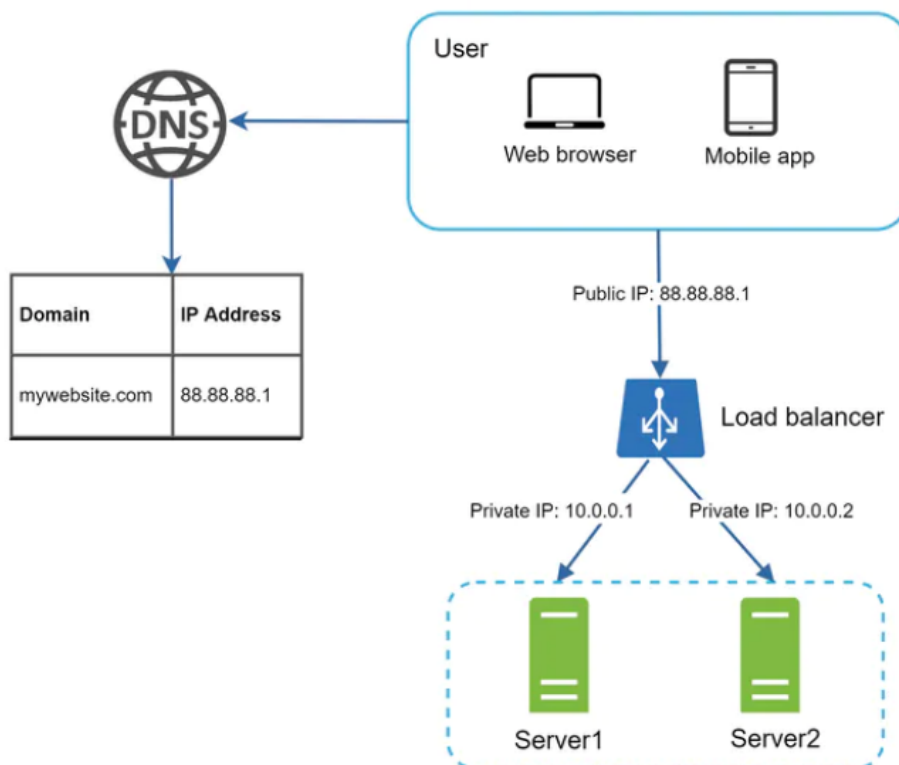 User
DNS
Web browser
Mobile app
Domain
IP Address
mywebsite.com
88.88.88.1
Public IP: 88.88.88.1
Load balancer
Private IP: 10.0.0.1
Private IP: 10.0.0.2
Server1
Server2